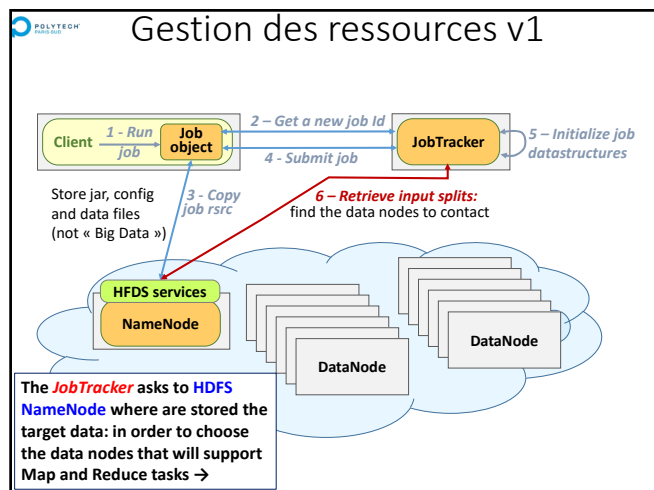 POLYTECH
PARIS-SUD
Gestion des ressources v1
Client
1 - Run
job
Job
object
2 – Get a new job Id
4 – Submit job
JobTracker
5 – Initialize job
datastructures
Store jar, config
and data files
(not « Big Data »)
3 - Copy
job rsrc
6 – Retrieve input splits:
find the data nodes to contact
HFDS services
NameNode
DataNode
DataNode
The JobTracker asks to HDFS
NameNode where are stored the
target data: in order to choose
the data nodes that will support
Map and Reduce tasks →